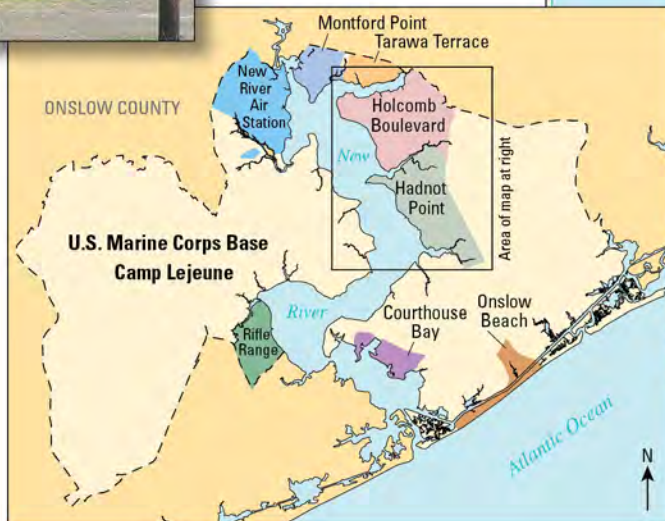 Montford Point
Tarawa Terrace
New
River
Air
Station
ONSLOW COUNTY
Holcomb
Boulevard
New
Hadnot
Point
Area of map at right
U.S. Marine Corps Base
Camp Lejeune
River
Rifle
Range
Courthouse
Bay
Onslow
Beach
Atlantic Ocean
N